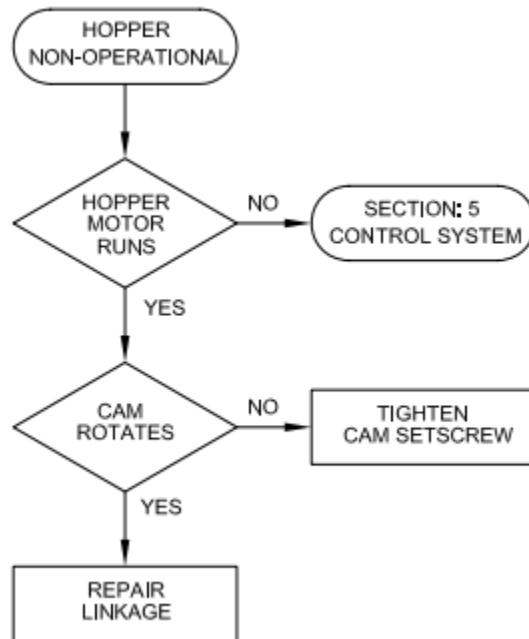 HOPPER
NON-OPERATIONAL
HOPPER
MOTOR
RUNS
NO
SECTION: 5
CONTROL SYSTEM
YES
CAM
ROTATES
NO
TIGHTEN
CAM SETSCREW
YES
REPAIR
LINKAGE